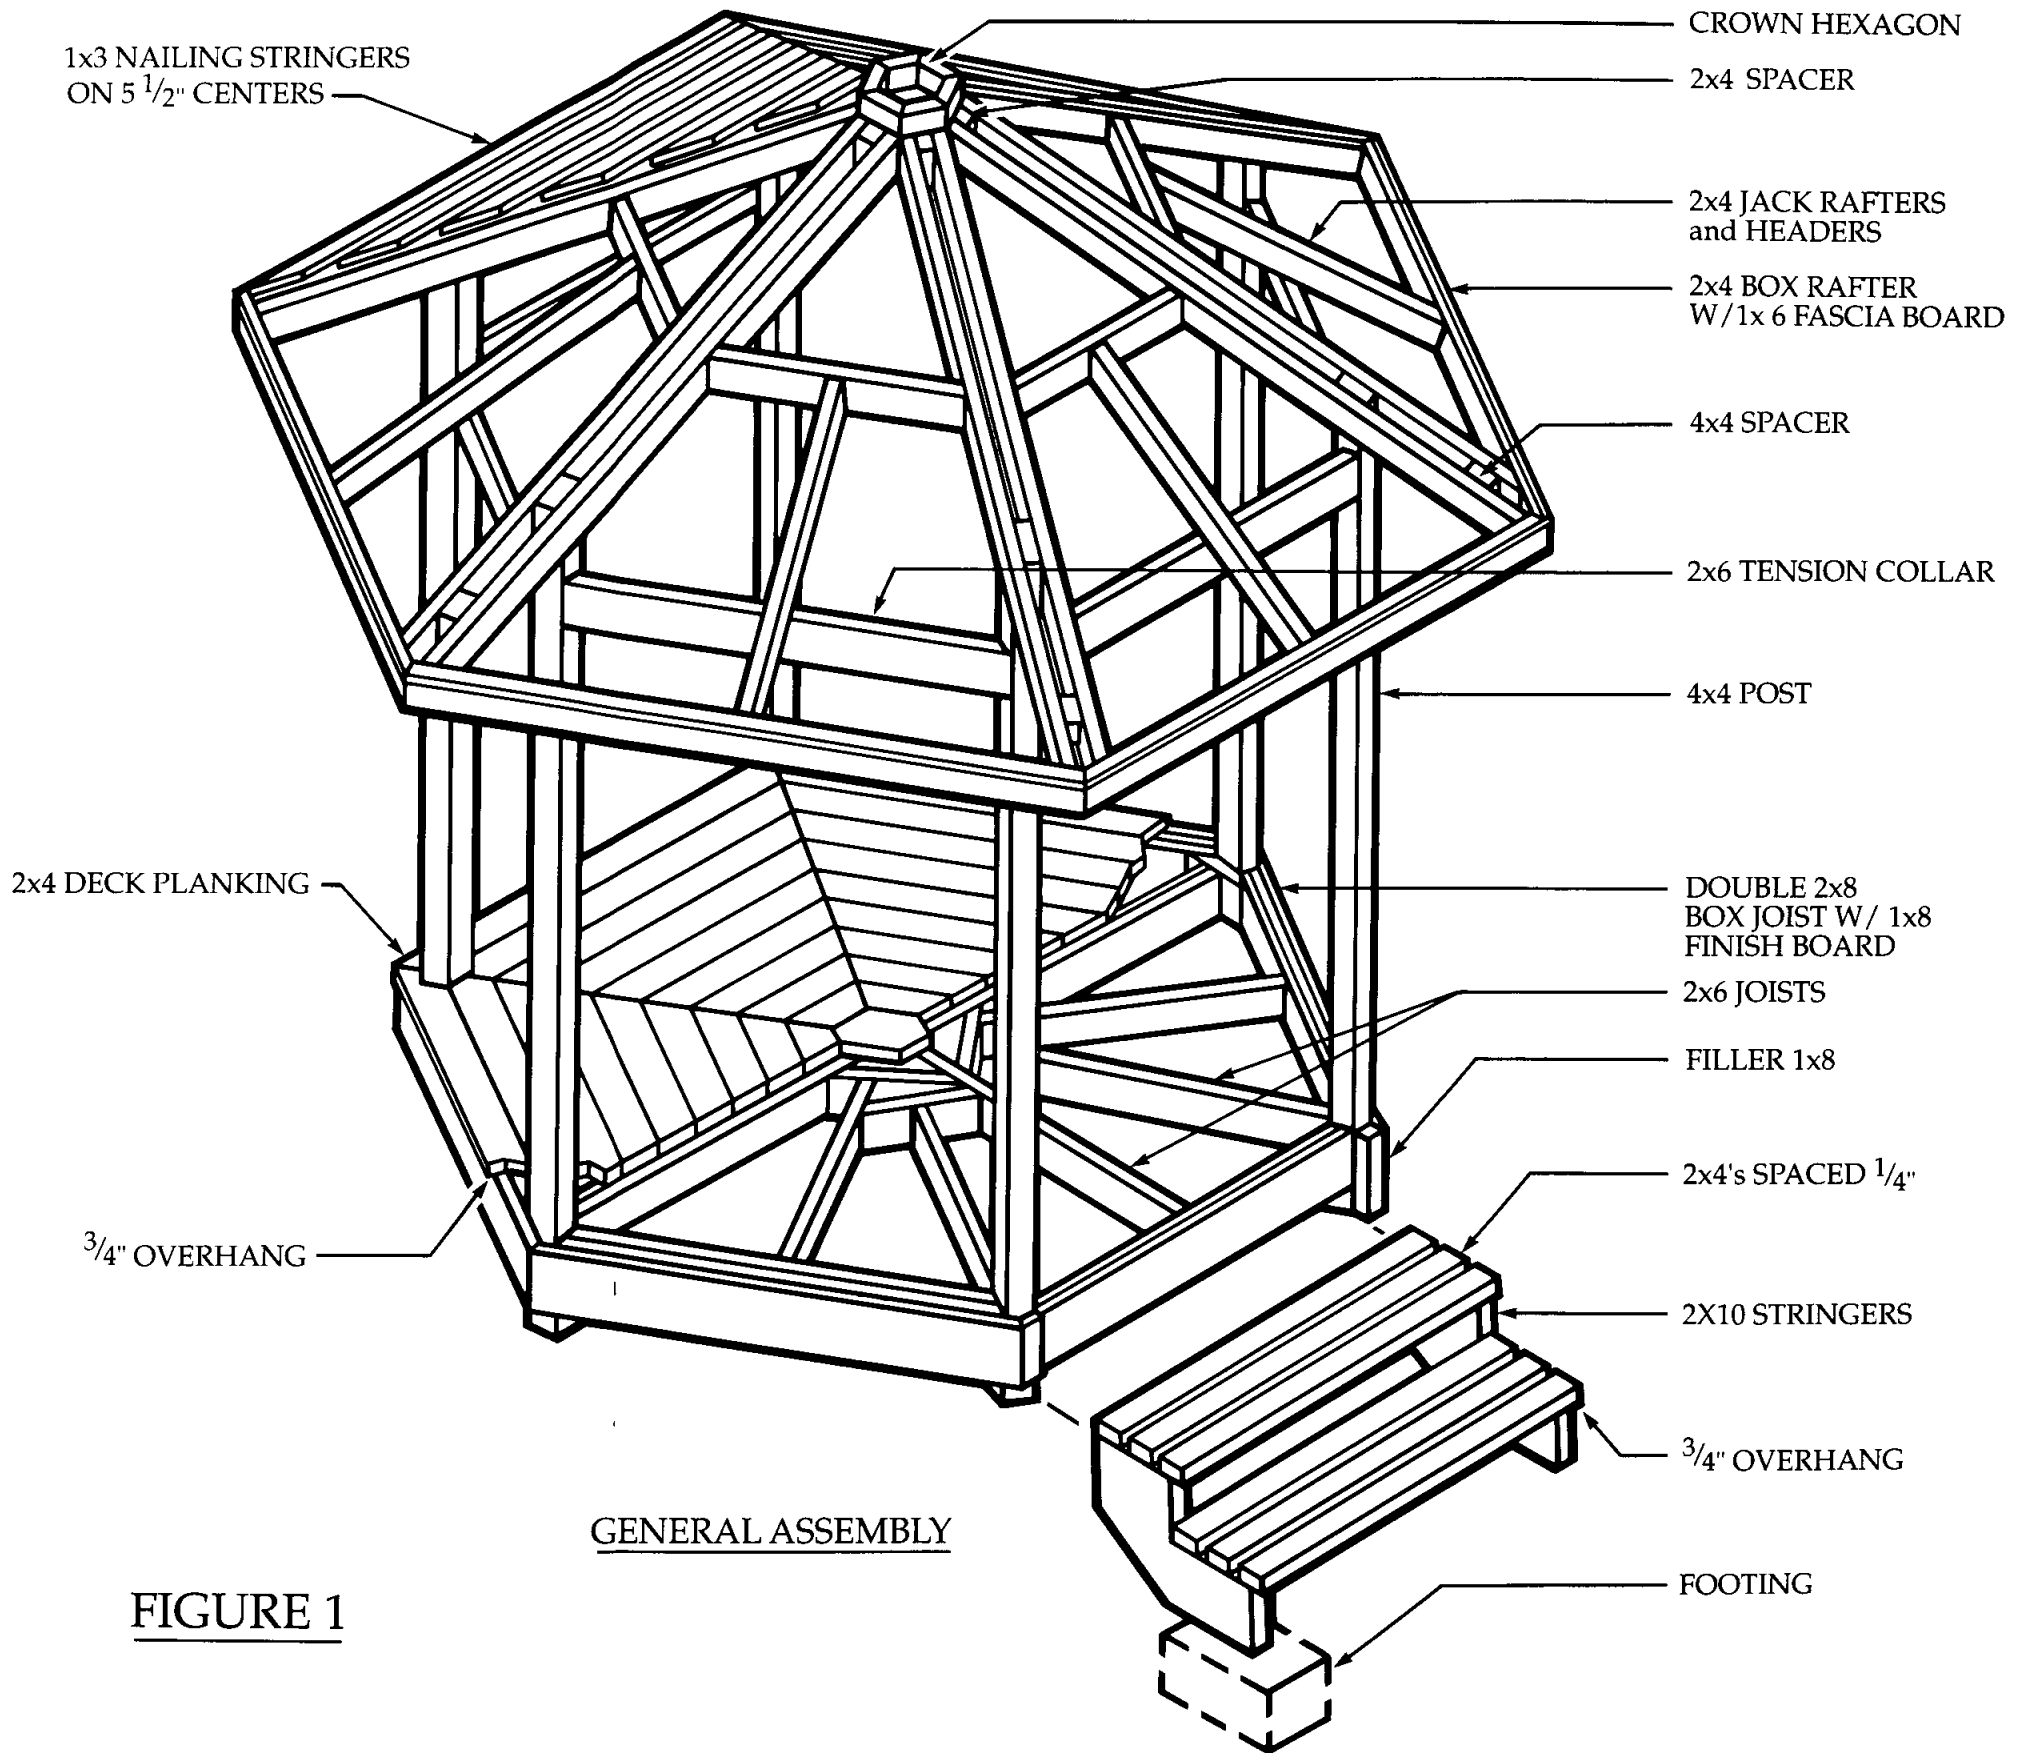 1x3 NAILING STRINGERS
ON 5 1/2" CENTERS
CROWN HEXAGON
2x4 SPACER
2x4 JACK RAFTERS
and HEADERS
2x4 BOX RAFTER
W/1x 6 FASCIA BOARD
4x4 SPACER
2x6 TENSION COLLAR
4x4 POST
2x4 DECK PLANKING
DOUBLE 2x8
BOX JOIST W/ 1x8
FINISH BOARD
2x6 JOISTS
FILLER 1x8
2x4's SPACED 1/4"
3/4" OVERHANG
2X10 STRINGERS
3/4" OVERHANG
GENERAL ASSEMBLY
FOOTING
FIGURE 1